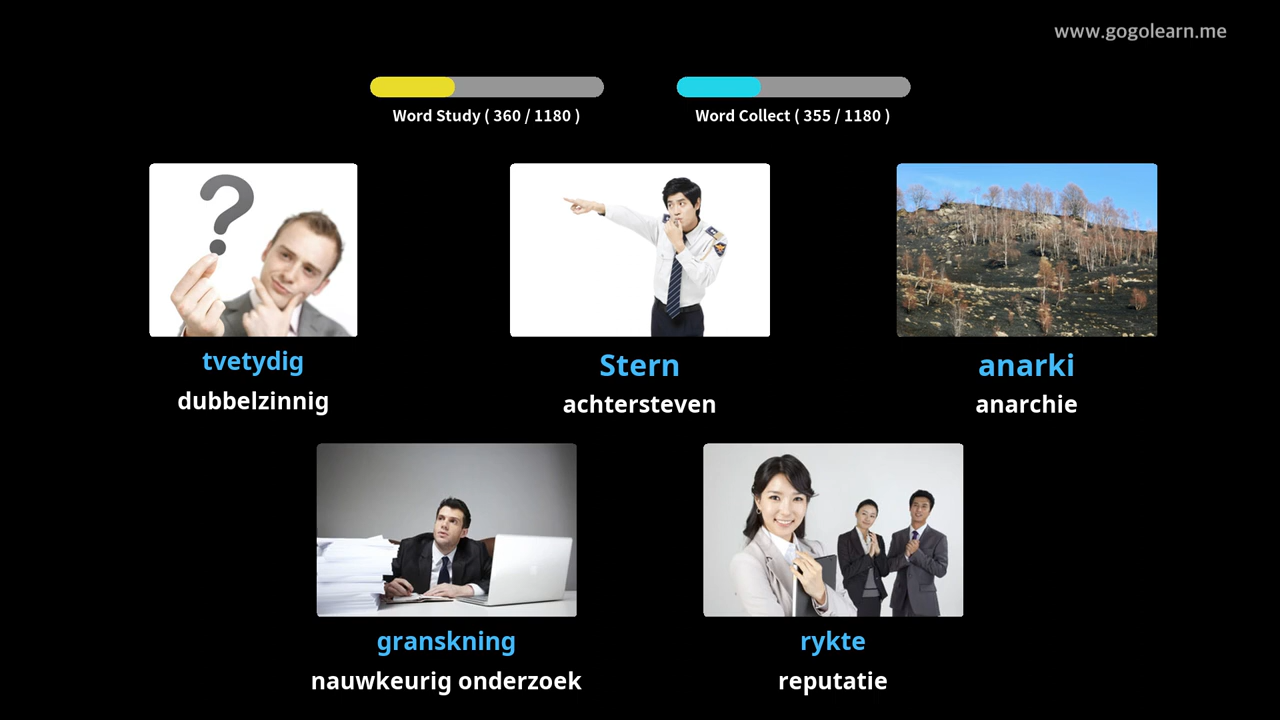 www.gogolearn.me
Word Study ( 360 / 1180 )
Word Collect ( 355 / 1180 )
tvetydig
dubbelzinnig
Stern
achtersteven
anarki
anarchie
granskning
nauwkeurig onderzoek
rykte
reputatie